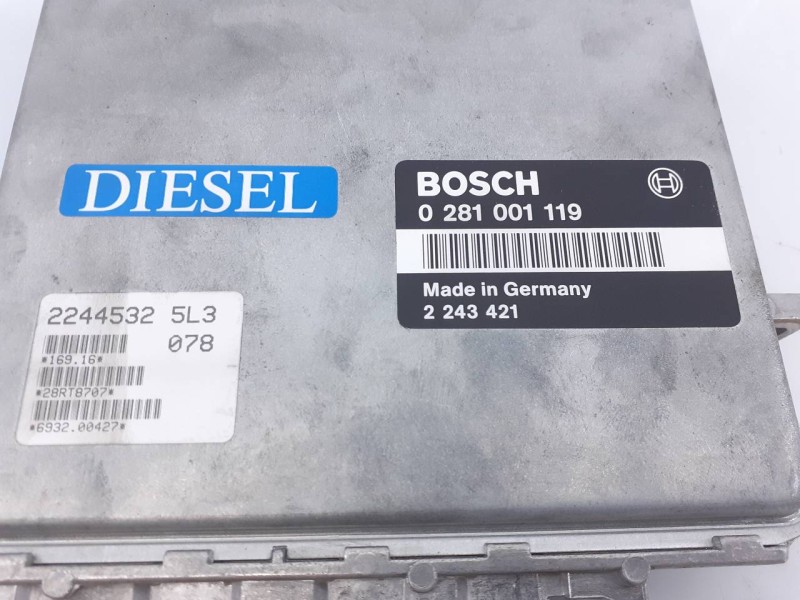 DIESEL
BOSCH
0 281 001 119
Made in Germany
2 243 421
2244532 5L3
078
*169.16*
*28RT8707*
*6932.00427*